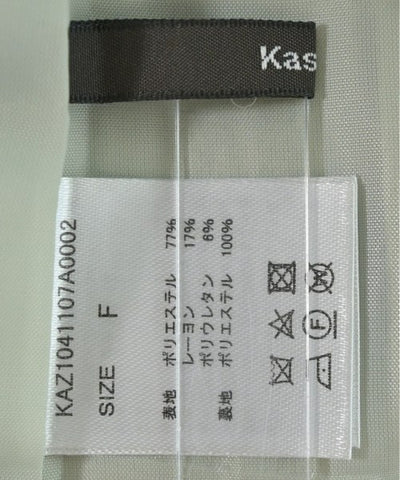 Kas
KAZ1041107A0002
SIZE F
表地 ポリエステル 77%
レーヨン 17%
ポリウレタン 6%
裏地 ポリエステル 100%
F